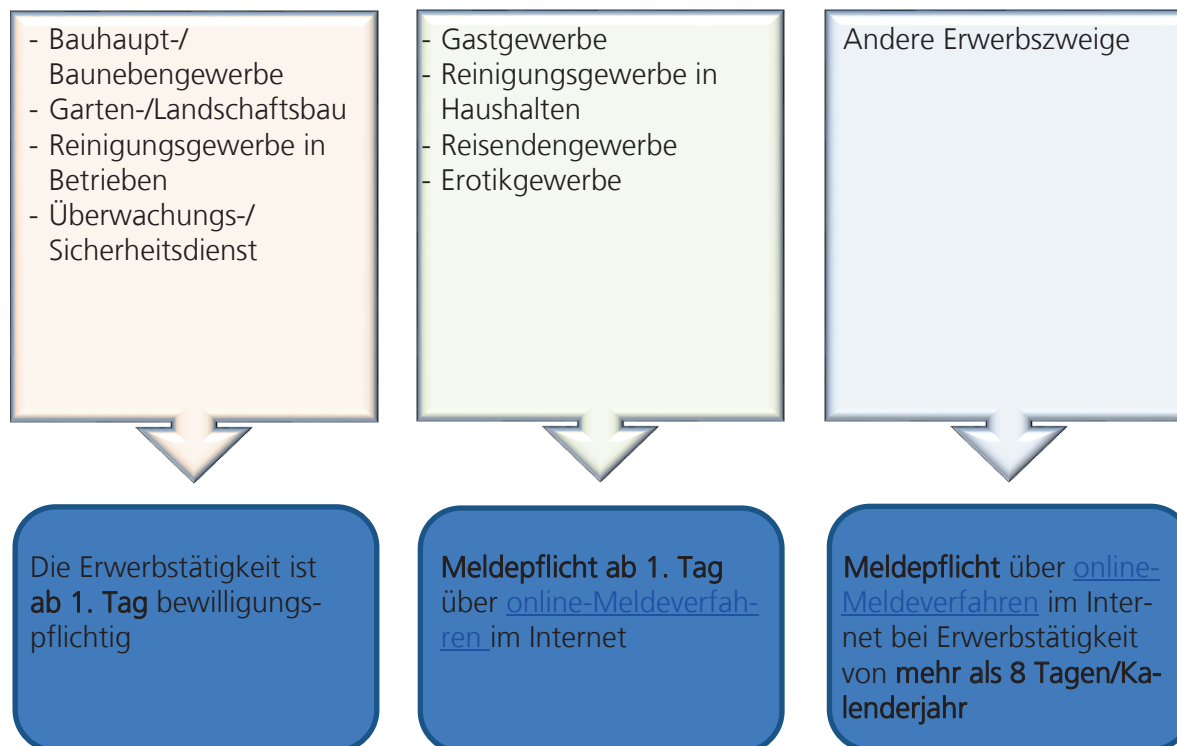 - Bauhaupt-/
Baunebengewerbe
- Garten-/Landschaftsbau
- Reinigungsgewerbe in
Betrieben
- Überwachungs-/
Sicherheitsdienst
- Gastgewerbe
- Reinigungsgewerbe in
Haushalten
- Reisendengewerbe
- Erotikgewerbe
Andere Erwerbszweige
Die Erwerbstätigkeit ist
ab 1. Tag bewilligungs-
pflichtig
Meldepflicht ab 1. Tag
über online-Meldeverfah-
ren im Internet
Meldepflicht über online-
Meldeverfahren im Inter-
net bei Erwerbstätigkeit
von mehr als 8 Tagen/Ka-
lenderjahr